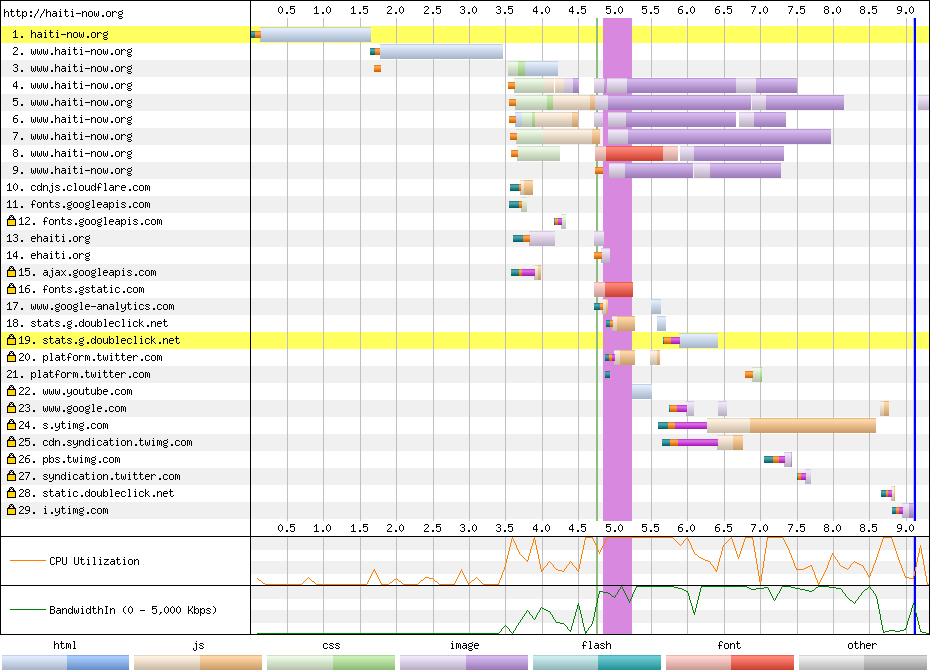 http://haiti-now.org
0.5 1.0 1.5 2.0 2.5 3.0 3.5 4.0 4.5 5.0 5.5 6.0 6.5 7.0 7.5 8.0 8.5 9.0
1. haiti-now.org
2. www.haiti-now.org
3. www.haiti-now.org
4. www.haiti-now.org
5. www.haiti-now.org
6. www.haiti-now.org
7. www.haiti-now.org
8. www.haiti-now.org
9. www.haiti-now.org
10. cdnjs.cloudflare.com
11. fonts.googleapis.com
12. fonts.googleapis.com
13. ehaiti.org
14. ehaiti.org
15. ajax.googleapis.com
16. fonts.gstatic.com
17. www.google-analytics.com
18. stats.g.doubleclick.net
19. stats.g.doubleclick.net
20. platform.twitter.com
21. platform.twitter.com
22. www.youtube.com
23. www.google.com
24. s.ytimg.com
25. cdn.syndication.twimg.com
26. pbs.twimg.com
27. syndication.twitter.com
28. static.doubleclick.net
29. i.ytimg.com
0.5 1.0 1.5 2.0 2.5 3.0 3.5 4.0 4.5 5.0 5.5 6.0 6.5 7.0 7.5 8.0 8.5 9.0
CPU Utilization
BandwidthIn (0 - 5,000 Kbps)
html js css image flash font other